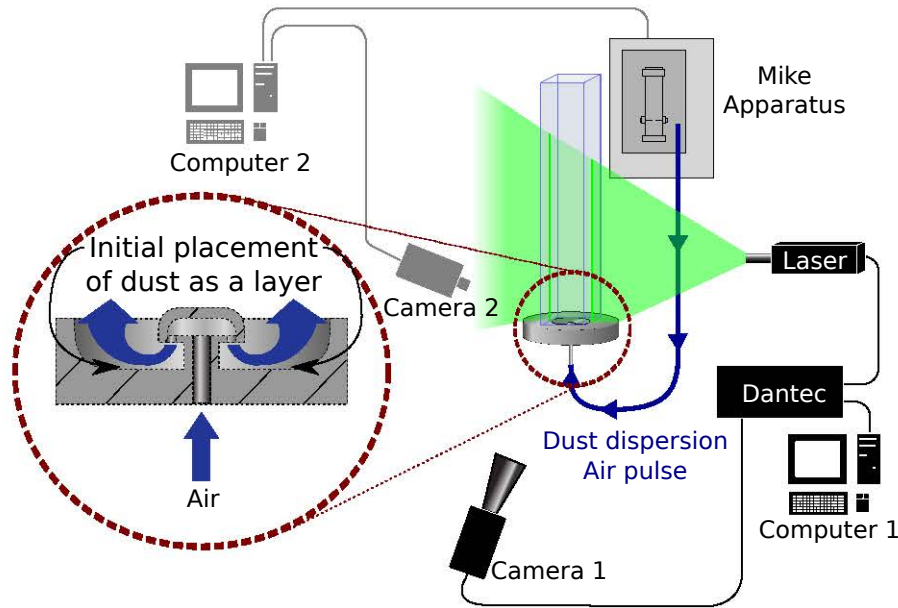 Mike
Apparatus
Computer 2
Initial placement
of dust as a layer
Camera 2
Laser
Dantec
Dust dispersion
Air pulse
Air
Computer 1
Camera 1